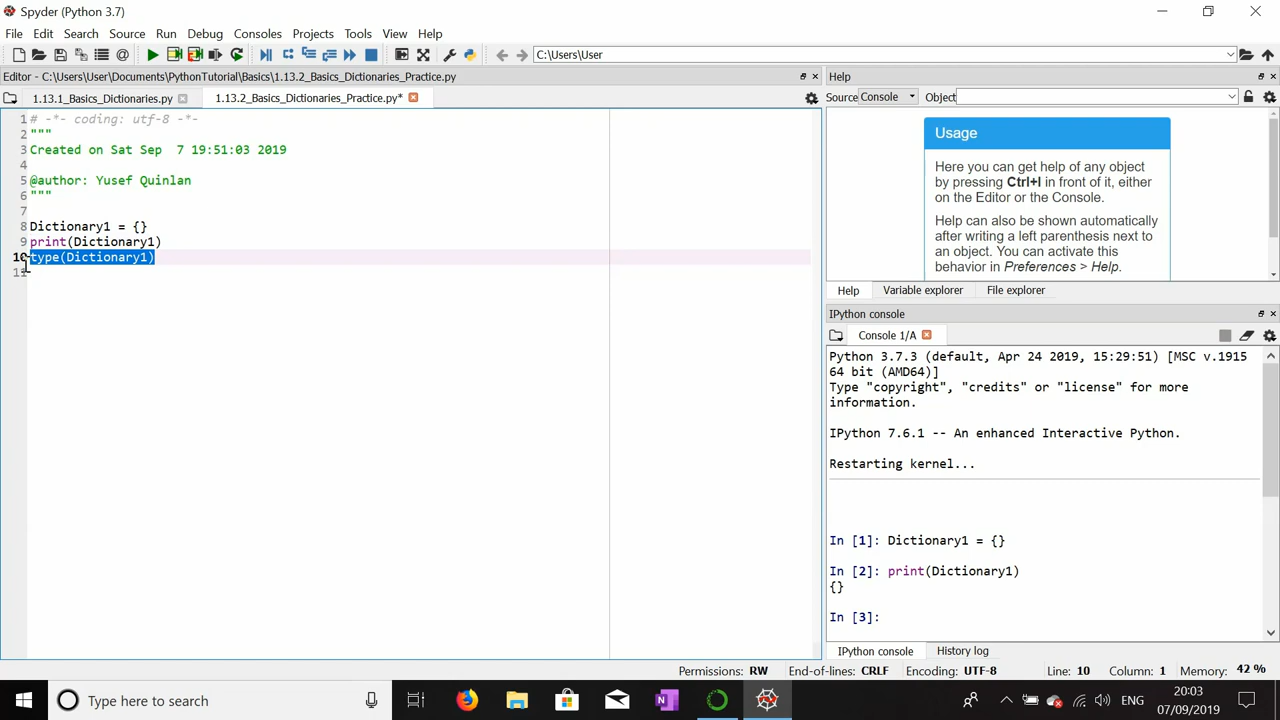 Spyder (Python 3.7)
File Edit Search Source Run Debug Consoles Projects Tools View Help
C:\Users\User
Editor - C:\Users\User\Documents\PythonTutorial\Basics\1.13.2_Basics_Dictionaries_Practice.py
1.13.1_Basics_Dictionaries.py
1.13.2_Basics_Dictionaries_Practice.py*
1 # -*- coding: utf-8 -*-
2 """
3 Created on Sat Sep  7 19:51:03 2019
4
5 @author: Yusef Quinlan
6 """
7
8 Dictionary1 = {}
9 print(Dictionary1)
10 type(Dictionary1)
11
Help
Source Console Object
Usage
Here you can get help of any object
by pressing Ctrl+I in front of it, either
on the Editor or the Console.
Help can also be shown automatically
after writing a left parenthesis next to
an object. You can activate this
behavior in Preferences > Help.
Help Variable explorer File explorer
IPython console
Console 1/A
Python 3.7.3 (default, Apr 24 2019, 15:29:51) [MSC v.1915
64 bit (AMD64)]
Type "copyright", "credits" or "license" for more
information.
IPython 7.6.1 -- An enhanced Interactive Python.
Restarting kernel...
In [1]: Dictionary1 = {}
In [2]: print(Dictionary1)
{}
In [3]:
IPython console History log
Permissions: RW End-of-lines: CRLF Encoding: UTF-8 Line: 10 Column: 1 Memory: 42 %
Type here to search
ENG
20:03
07/09/2019